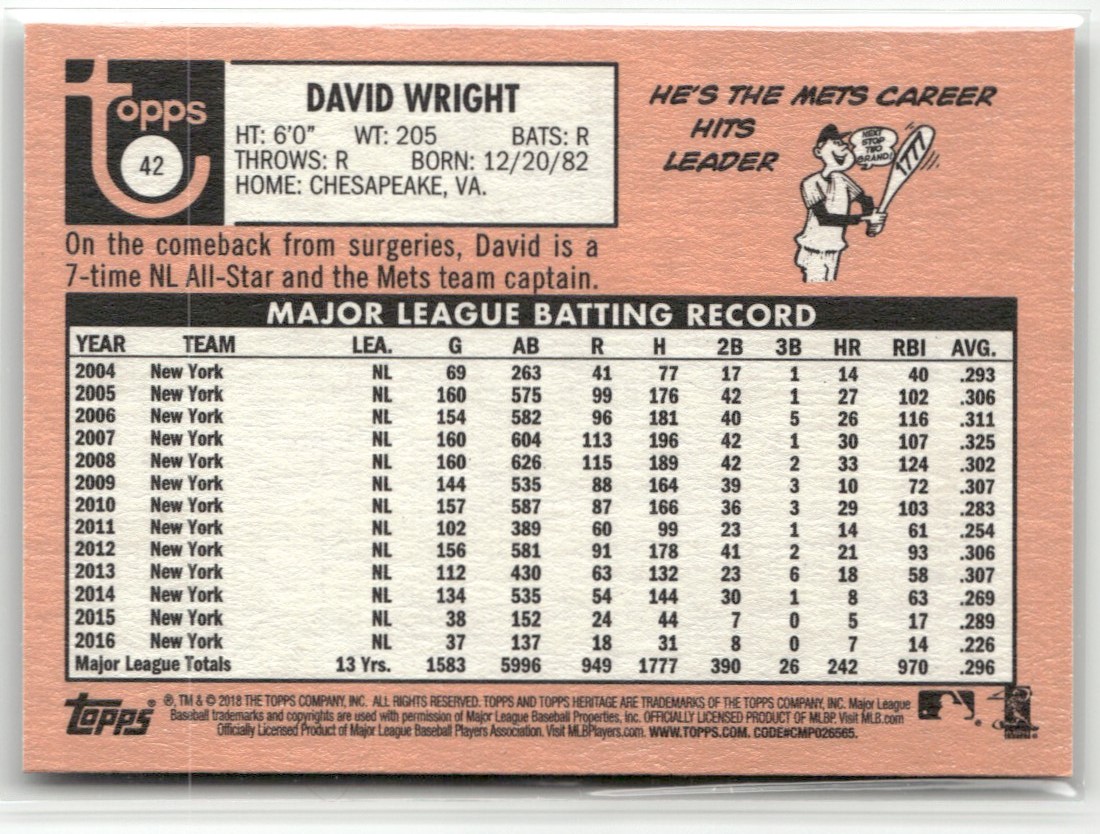 topps
42
DAVID WRIGHT
HT: 6'0" WT: 205 BATS: R
THROWS: R BORN: 12/20/82
HOME: CHESAPEAKE, VA.
HE'S THE METS CAREER
HITS
LEADER
NEXT
STOP
TWO
GRAND!
1777
On the comeback from surgeries, David is a
7-time NL All-Star and the Mets team captain.
MAJOR LEAGUE BATTING RECORD
YEAR TEAM LEA. G AB R H 2B 3B HR RBI AVG.
2004 New York NL 69 263 41 77 17 1 14 40 .293
2005 New York NL 160 575 99 176 42 1 27 102 .306
2006 New York NL 154 582 96 181 40 5 26 116 .311
2007 New York NL 160 604 113 196 42 1 30 107 .325
2008 New York NL 160 626 115 189 42 2 33 124 .302
2009 New York NL 144 535 88 164 39 3 10 72 .307
2010 New York NL 157 587 87 166 36 3 29 103 .283
2011 New York NL 102 389 60 99 23 1 14 61 .254
2012 New York NL 156 581 91 178 41 2 21 93 .306
2013 New York NL 112 430 63 132 23 6 18 58 .307
2014 New York NL 134 535 54 144 30 1 8 63 .269
2015 New York NL 38 152 24 44 7 0 5 17 .289
2016 New York NL 37 137 18 31 8 0 7 14 .226
Major League Totals 13 Yrs. 1583 5996 949 1777 390 26 242 970 .296
topps®
®, TM & © 2018 THE TOPPS COMPANY, INC. ALL RIGHTS RESERVED. TOPPS AND TOPPS HERITAGE ARE TRADEMARKS OF THE TOPPS COMPANY, INC. Major League
Baseball trademarks and copyrights are used with permission of Major League Baseball Properties, Inc. OFFICIALLY LICENSED PRODUCT OF MLBP. Visit MLB.com
Officially Licensed Product of Major League Baseball Players Association. Visit MLBPlayers.com. WWW.TOPPS.COM. CODE#CMP026565.